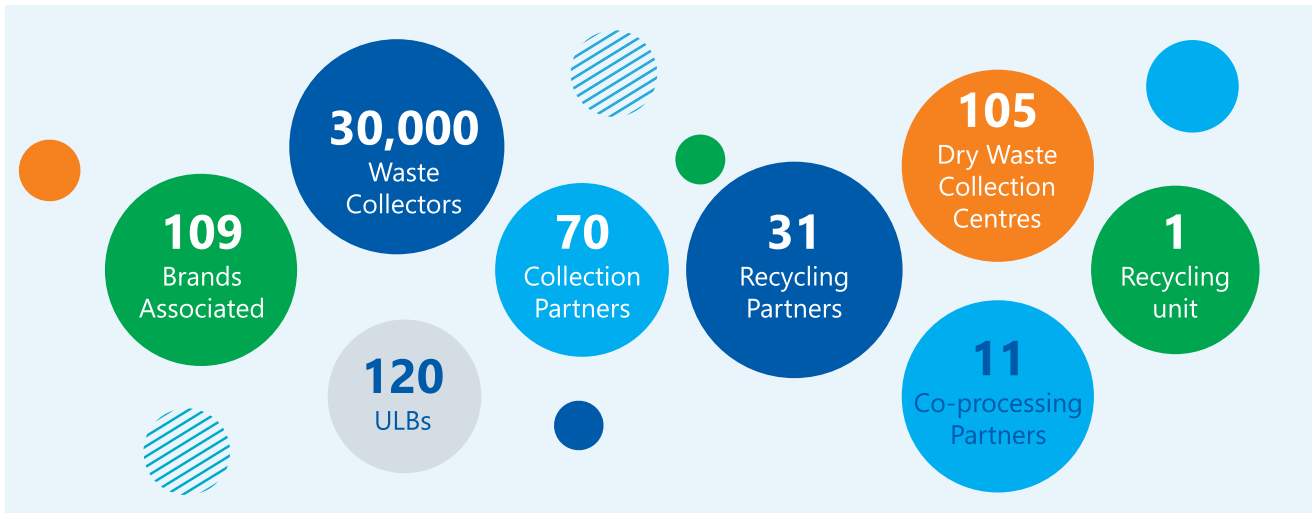 109
Brands
Associated
30,000
Waste
Collectors
120
ULBs
70
Collection
Partners
31
Recycling
Partners
105
Dry Waste
Collection
Centres
11
Co-processing
Partners
1
Recycling
unit